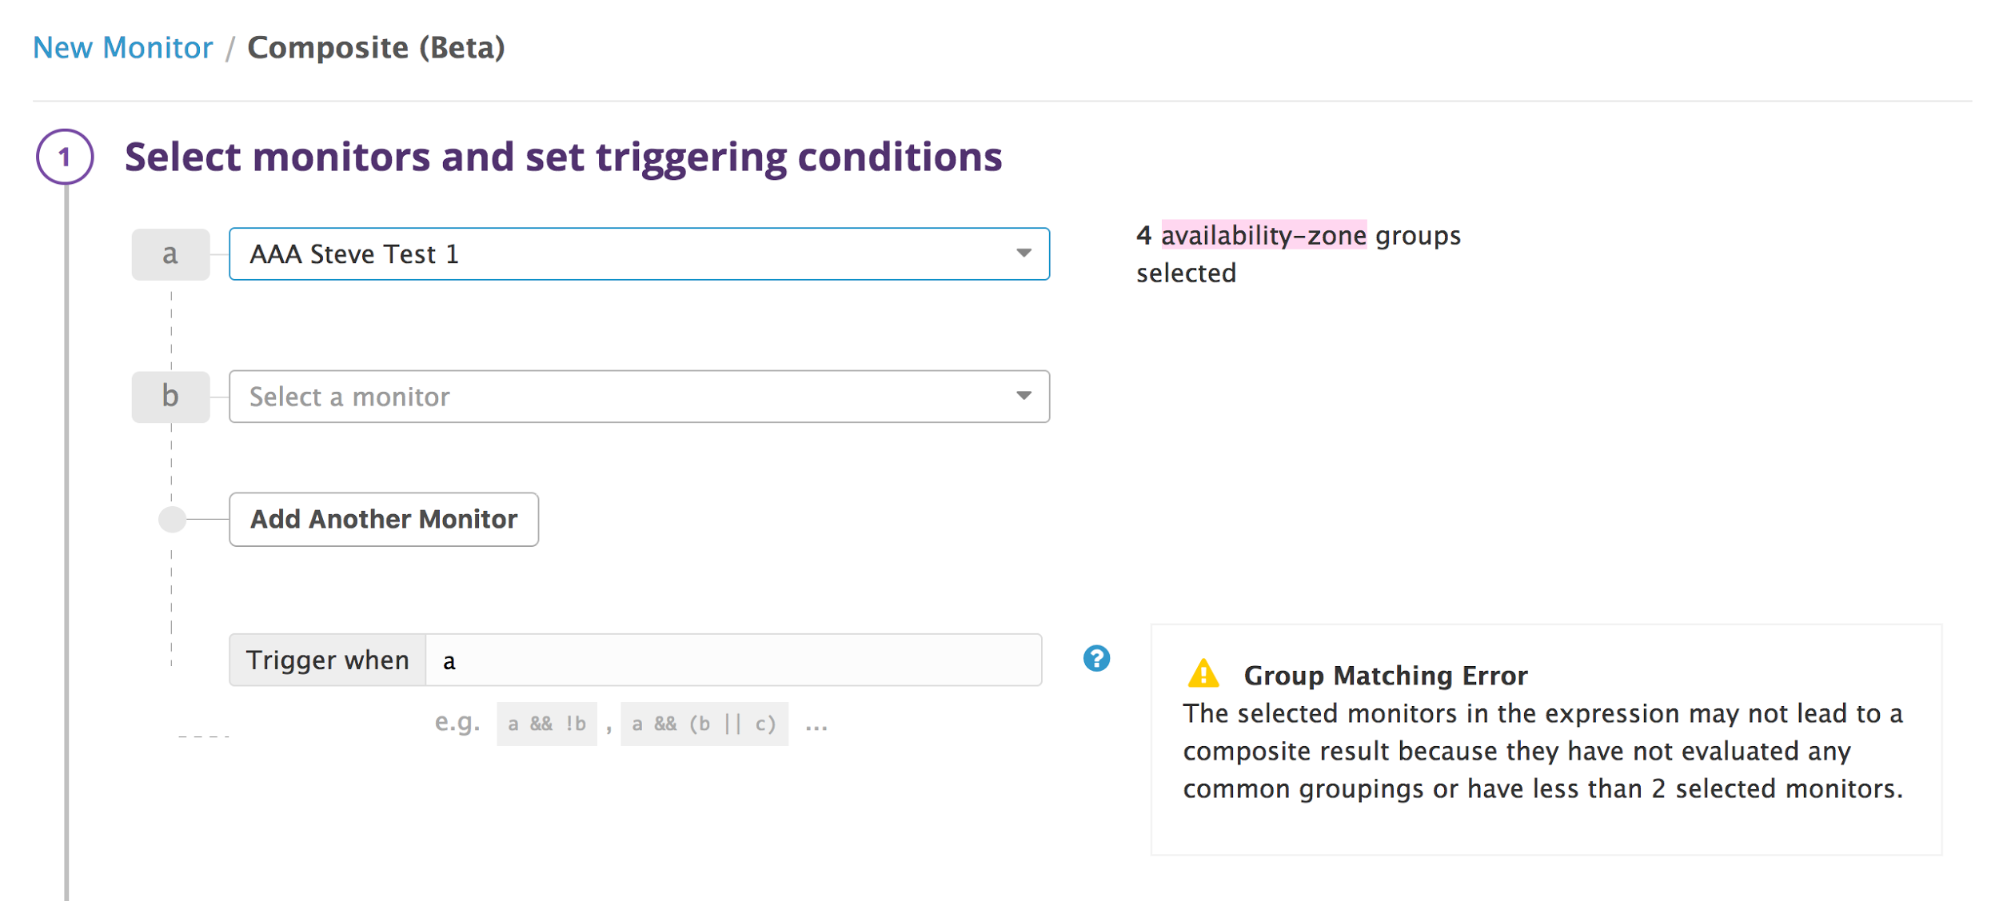 New Monitor / Composite (Beta)
1 Select monitors and set triggering conditions
a AAA Steve Test 1
4 availability-zone groups
selected
b Select a monitor
Add Another Monitor
Trigger when a
?
e.g. a && !b , a && (b || c) ...
Group Matching Error
The selected monitors in the expression may not lead to a
composite result because they have not evaluated any
common groupings or have less than 2 selected monitors.